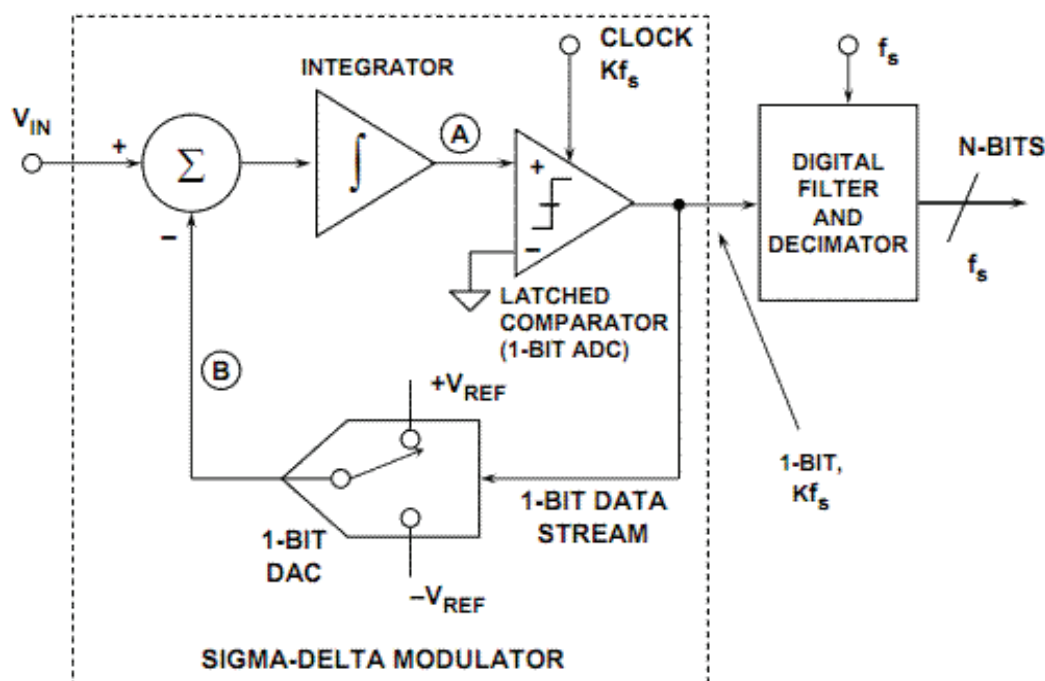 CLOCK
Kfs
fs
INTEGRATOR
VIN
+
Σ
−
∫
A
+
−
DIGITAL
FILTER
AND
DECIMATOR
N-BITS
fs
LATCHED
COMPARATOR
(1-BIT ADC)
B
+VREF
1-BIT DATA
STREAM
1-BIT,
Kfs
1-BIT
DAC
–VREF
SIGMA-DELTA MODULATOR